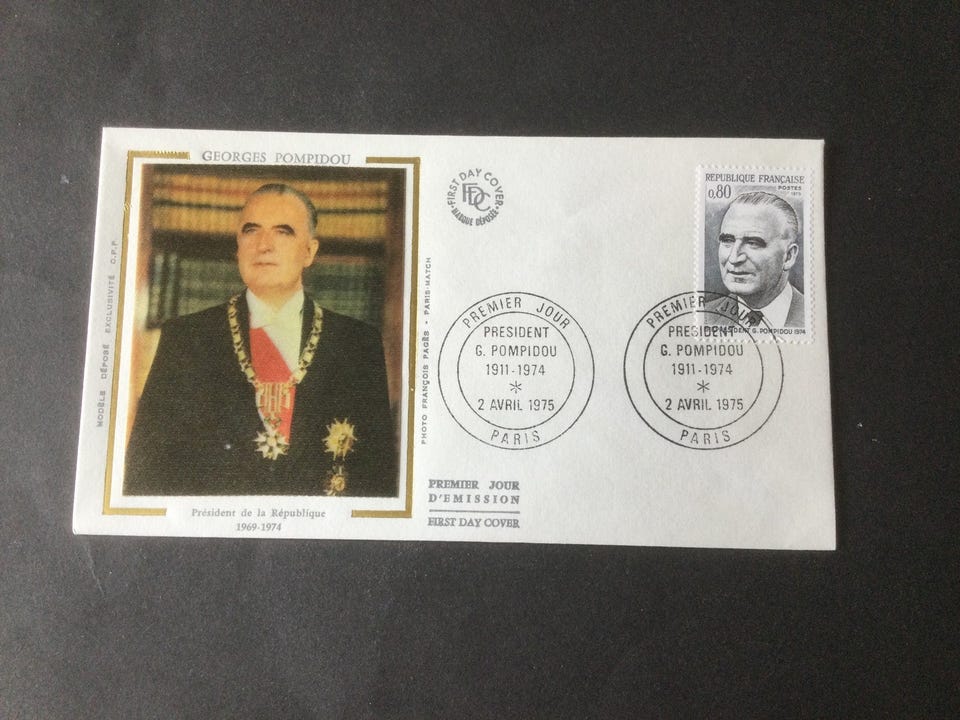 GEORGES POMPIDOU
MODÈLE DÉPOSÉ EXCLUSIVITÉ O.P.P.
PHOTO FRANÇOIS PAGÈS - PARIS-MATCH
Président de la République
1969-1974
FIRST DAY COVER
FDC
MARQUE DÉPOSÉE
PREMIER JOUR
PRESIDENT
G. POMPIDOU
1911-1974
*
2 AVRIL 1975
PARIS
PREMIER JOUR
D'EMISSION
FIRST DAY COVER
REPUBLIQUE FRANÇAISE
0,80
POSTES
1975
PRESIDENT G. POMPIDOU 1974
PREMIER JOUR
PRESIDENT
G. POMPIDOU
1911-1974
*
2 AVRIL 1975
PARIS